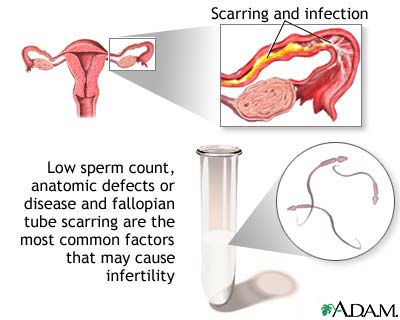 Scarring and infection
Low sperm count,
anatomic defects or
disease and fallopian
tube scarring are the
most common factors
that may cause
infertility
ADAM.